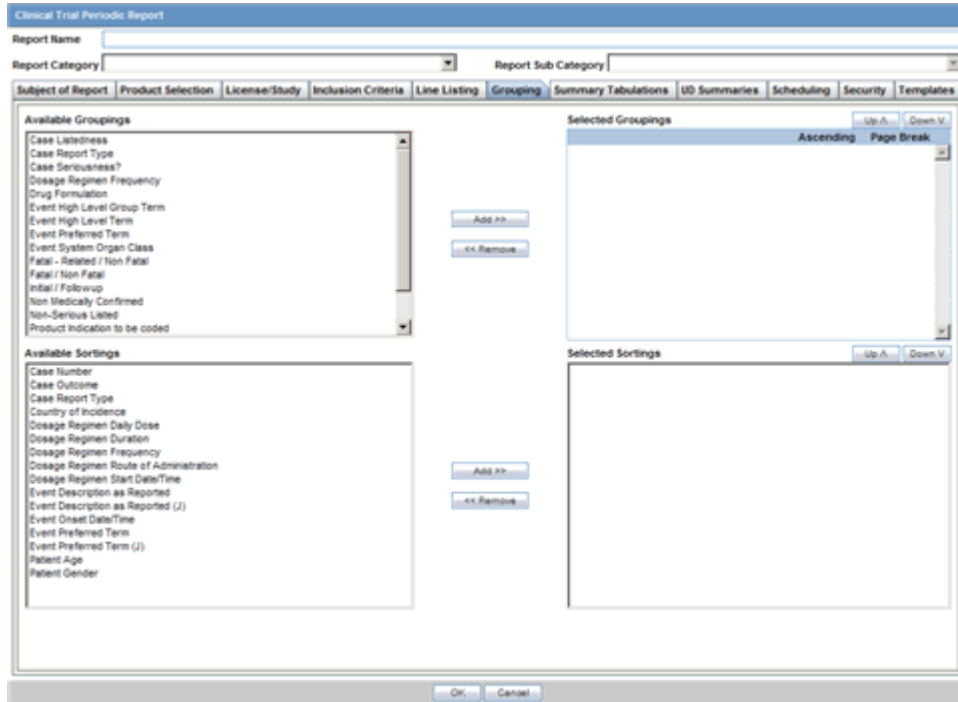 Clinical Trial Periodic Report
Report Name
Report Category Report Sub Category
Subject of Report Product Selection License/Study Inclusion Criteria Line Listing Grouping Summary Tabulations UD Summaries Scheduling Security Templates
Available Groupings
Case Listedness
Case Report Type
Case Seriousness?
Dosage Regimen Frequency
Drug Formulation
Event High Level Group Term
Event High Level Term
Event Preferred Term
Event System Organ Class
Fatal - Related / Non Fatal
Fatal / Non Fatal
Initial / Followup
Non Medically Confirmed
Non-Serious Listed
Product Indication to be coded
Add >>
<< Remove
Selected Groupings Up Λ Down V
Ascending Page Break
Available Sortings
Case Number
Case Outcome
Case Report Type
Country of Incidence
Dosage Regimen Daily Dose
Dosage Regimen Duration
Dosage Regimen Frequency
Dosage Regimen Route of Administration
Dosage Regimen Start Date/Time
Event Description as Reported
Event Description as Reported (J)
Event Onset Date/Time
Event Preferred Term
Event Preferred Term (J)
Patient Age
Patient Gender
Add >>
<< Remove
Selected Sortings Up Λ Down V
OK Cancel